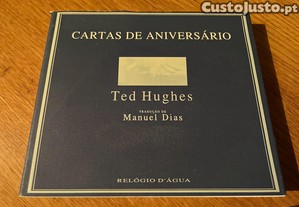 Custojusto.pt
CARTAS DE ANIVERSÁRIO
Ted Hughes
TRADUÇÃO DE
Manuel Dias
RELÓGIO D'ÁGUA